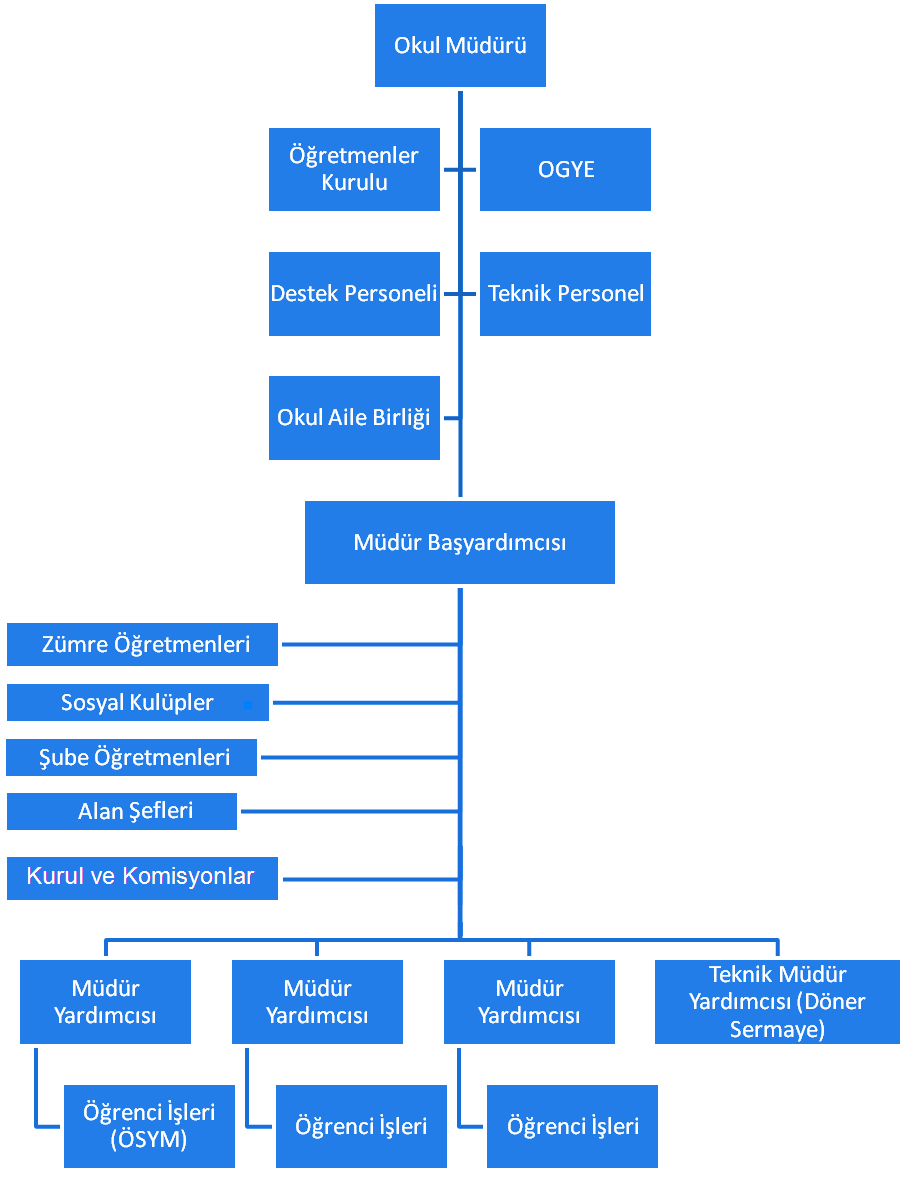 Okul Müdürü
Öğretmenler
Kurulu
OGYE
Destek Personeli
Teknik Personel
Okul Aile Birliği
Müdür Başyardımcısı
Zümre Öğretmenleri
Sosyal Kulüpler
Şube Öğretmenleri
Alan Şefleri
Kurul ve Komisyonlar
Müdür
Yardımcısı
Müdür
Yardımcısı
Müdür
Yardımcısı
Teknik Müdür
Yardımcısı (Döner
Sermaye)
Öğrenci İşleri
(ÖSYM)
Öğrenci İşleri
Öğrenci İşleri